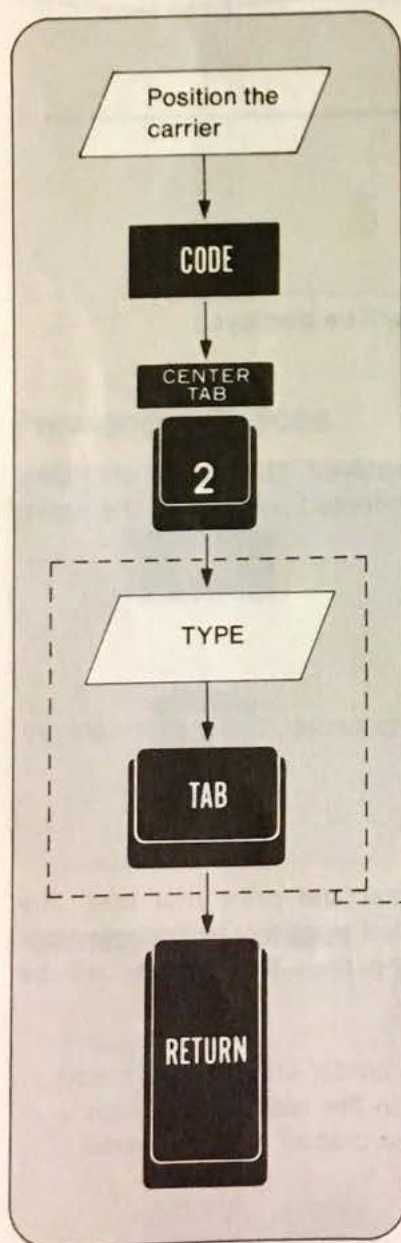 Position the
carrier
CODE
CENTER
TAB
2
TYPE
TAB
RETURN